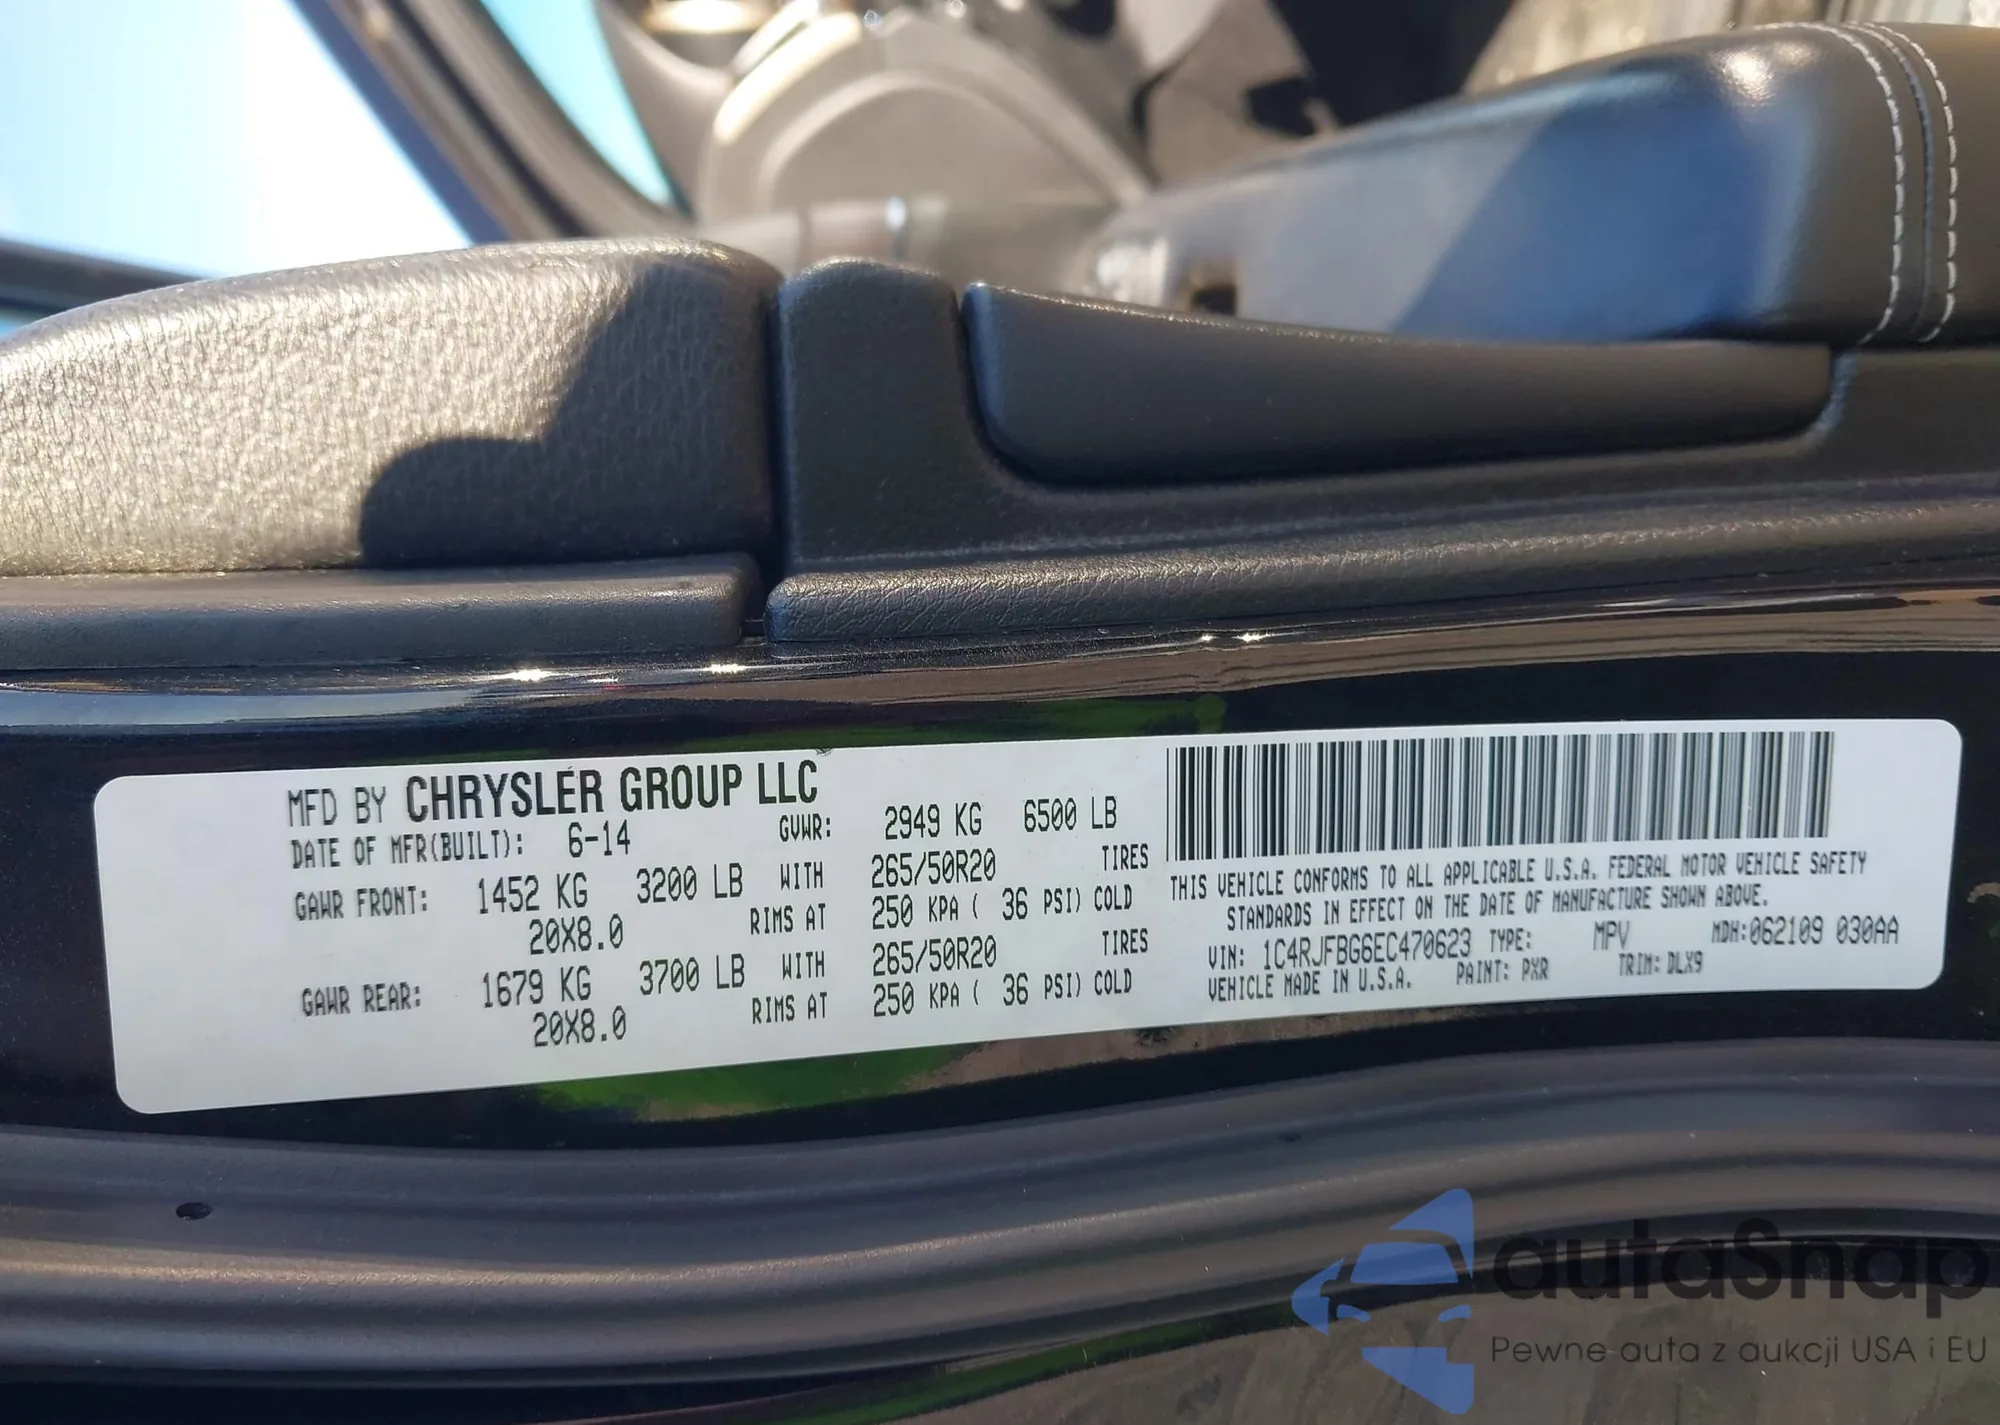 MFD BY CHRYSLER GROUP LLC
DATE OF MFR(BUILT): 6-14 GVWR: 2949 KG 6500 LB
GAWR FRONT: 1452 KG 3200 LB WITH 265/50R20 TIRES
20X8.0 RIMS AT 250 KPA ( 36 PSI) COLD
GAWR REAR: 1679 KG 3700 LB WITH 265/50R20 TIRES
20X8.0 RIMS AT 250 KPA ( 36 PSI) COLD
THIS VEHICLE CONFORMS TO ALL APPLICABLE U.S.A. FEDERAL MOTOR VEHICLE SAFETY
STANDARDS IN EFFECT ON THE DATE OF MANUFACTURE SHOWN ABOVE.
VIN: 1C4RJFBG6EC470623 TYPE: MPV MDH:062109 030AA
VEHICLE MADE IN U.S.A. PAINT: PXR TRIM: DLX9
autaSnap
Pewne auta z aukcji USA i EU